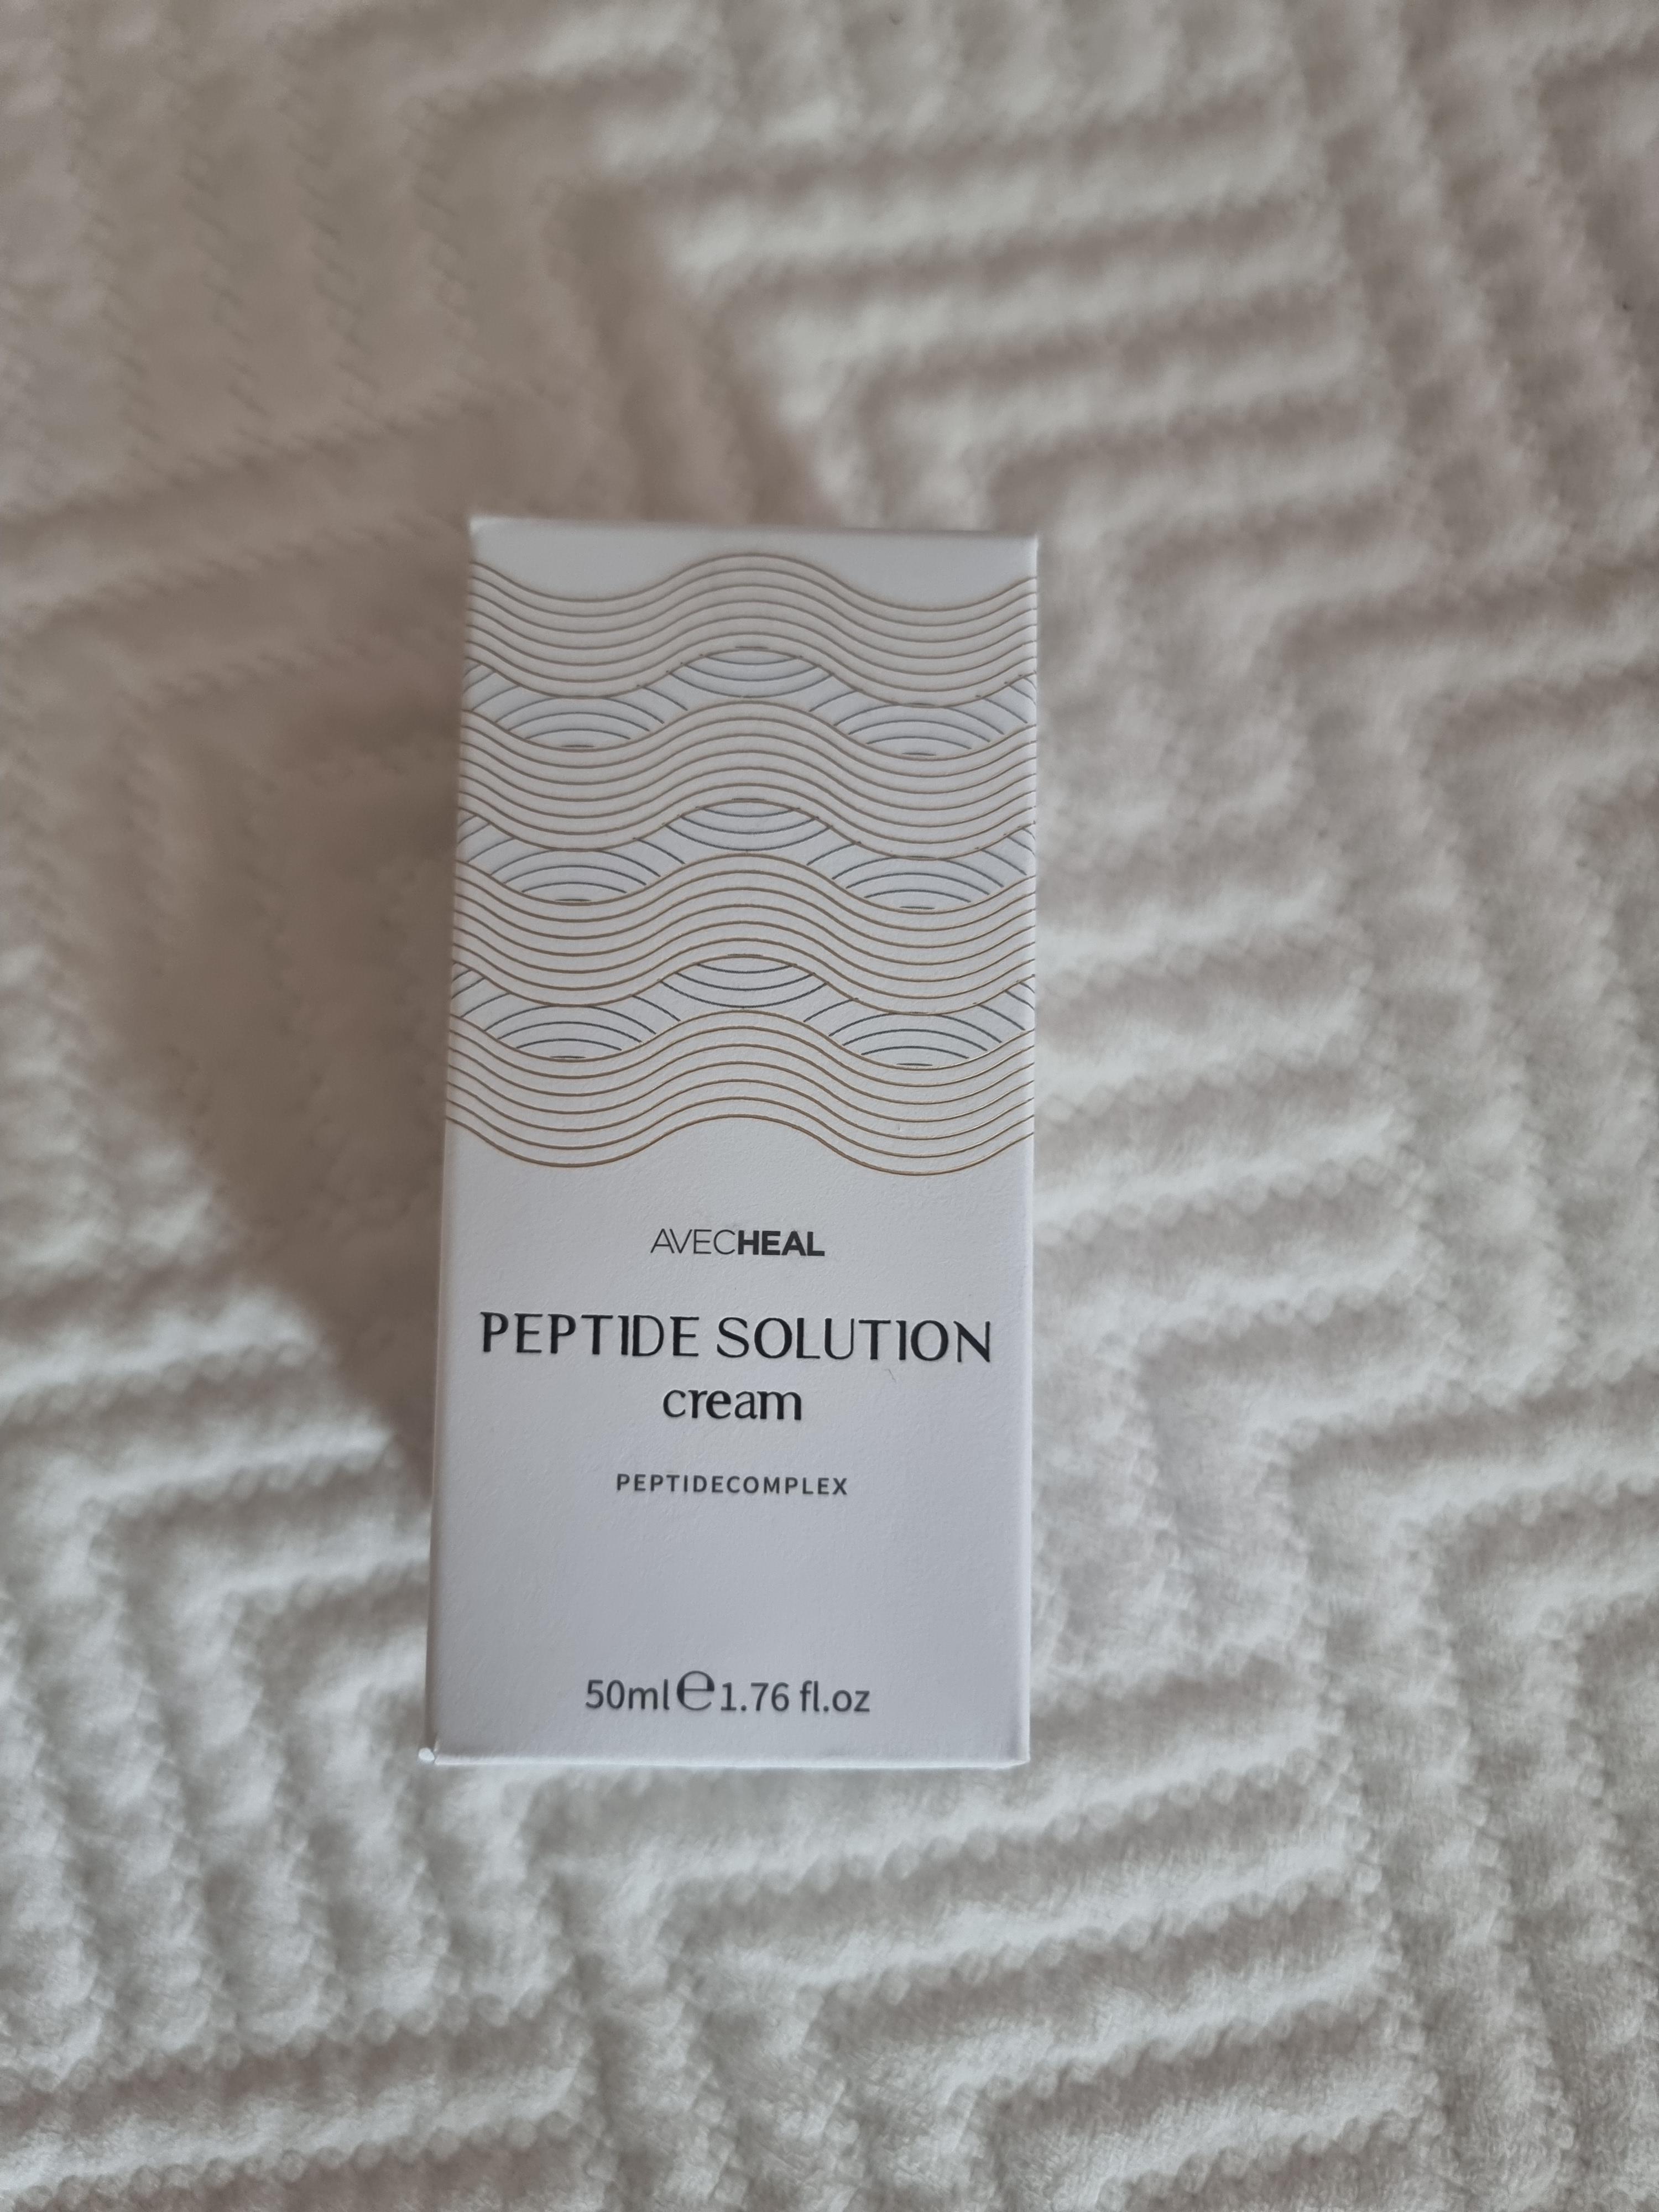 AVECHEAL
PEPTIDE SOLUTION
cream
PEPTIDECOMPLEX
50ml℮1.76 fl.oz